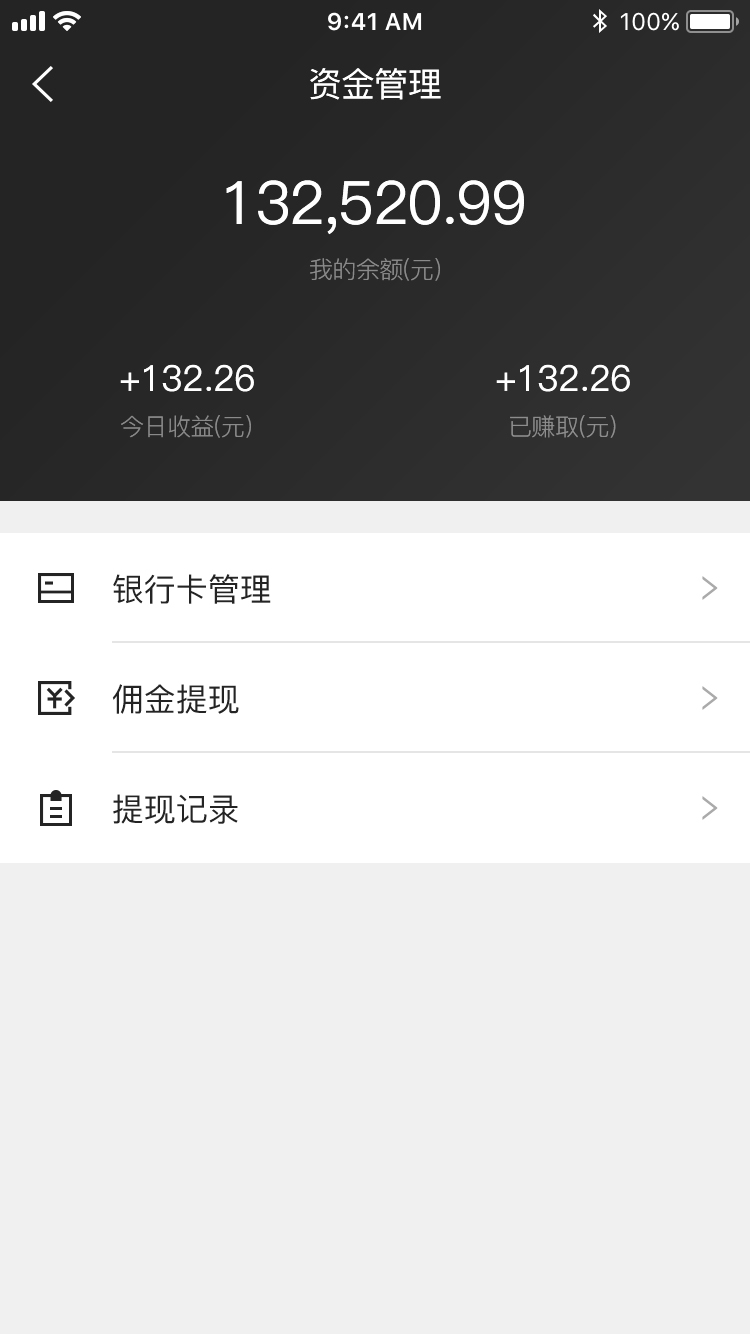 9:41 AM 100%
资金管理
132,520.99
我的余额(元)
+132.26 +132.26
今日收益(元) 已赚取(元)
银行卡管理
佣金提现
提现记录